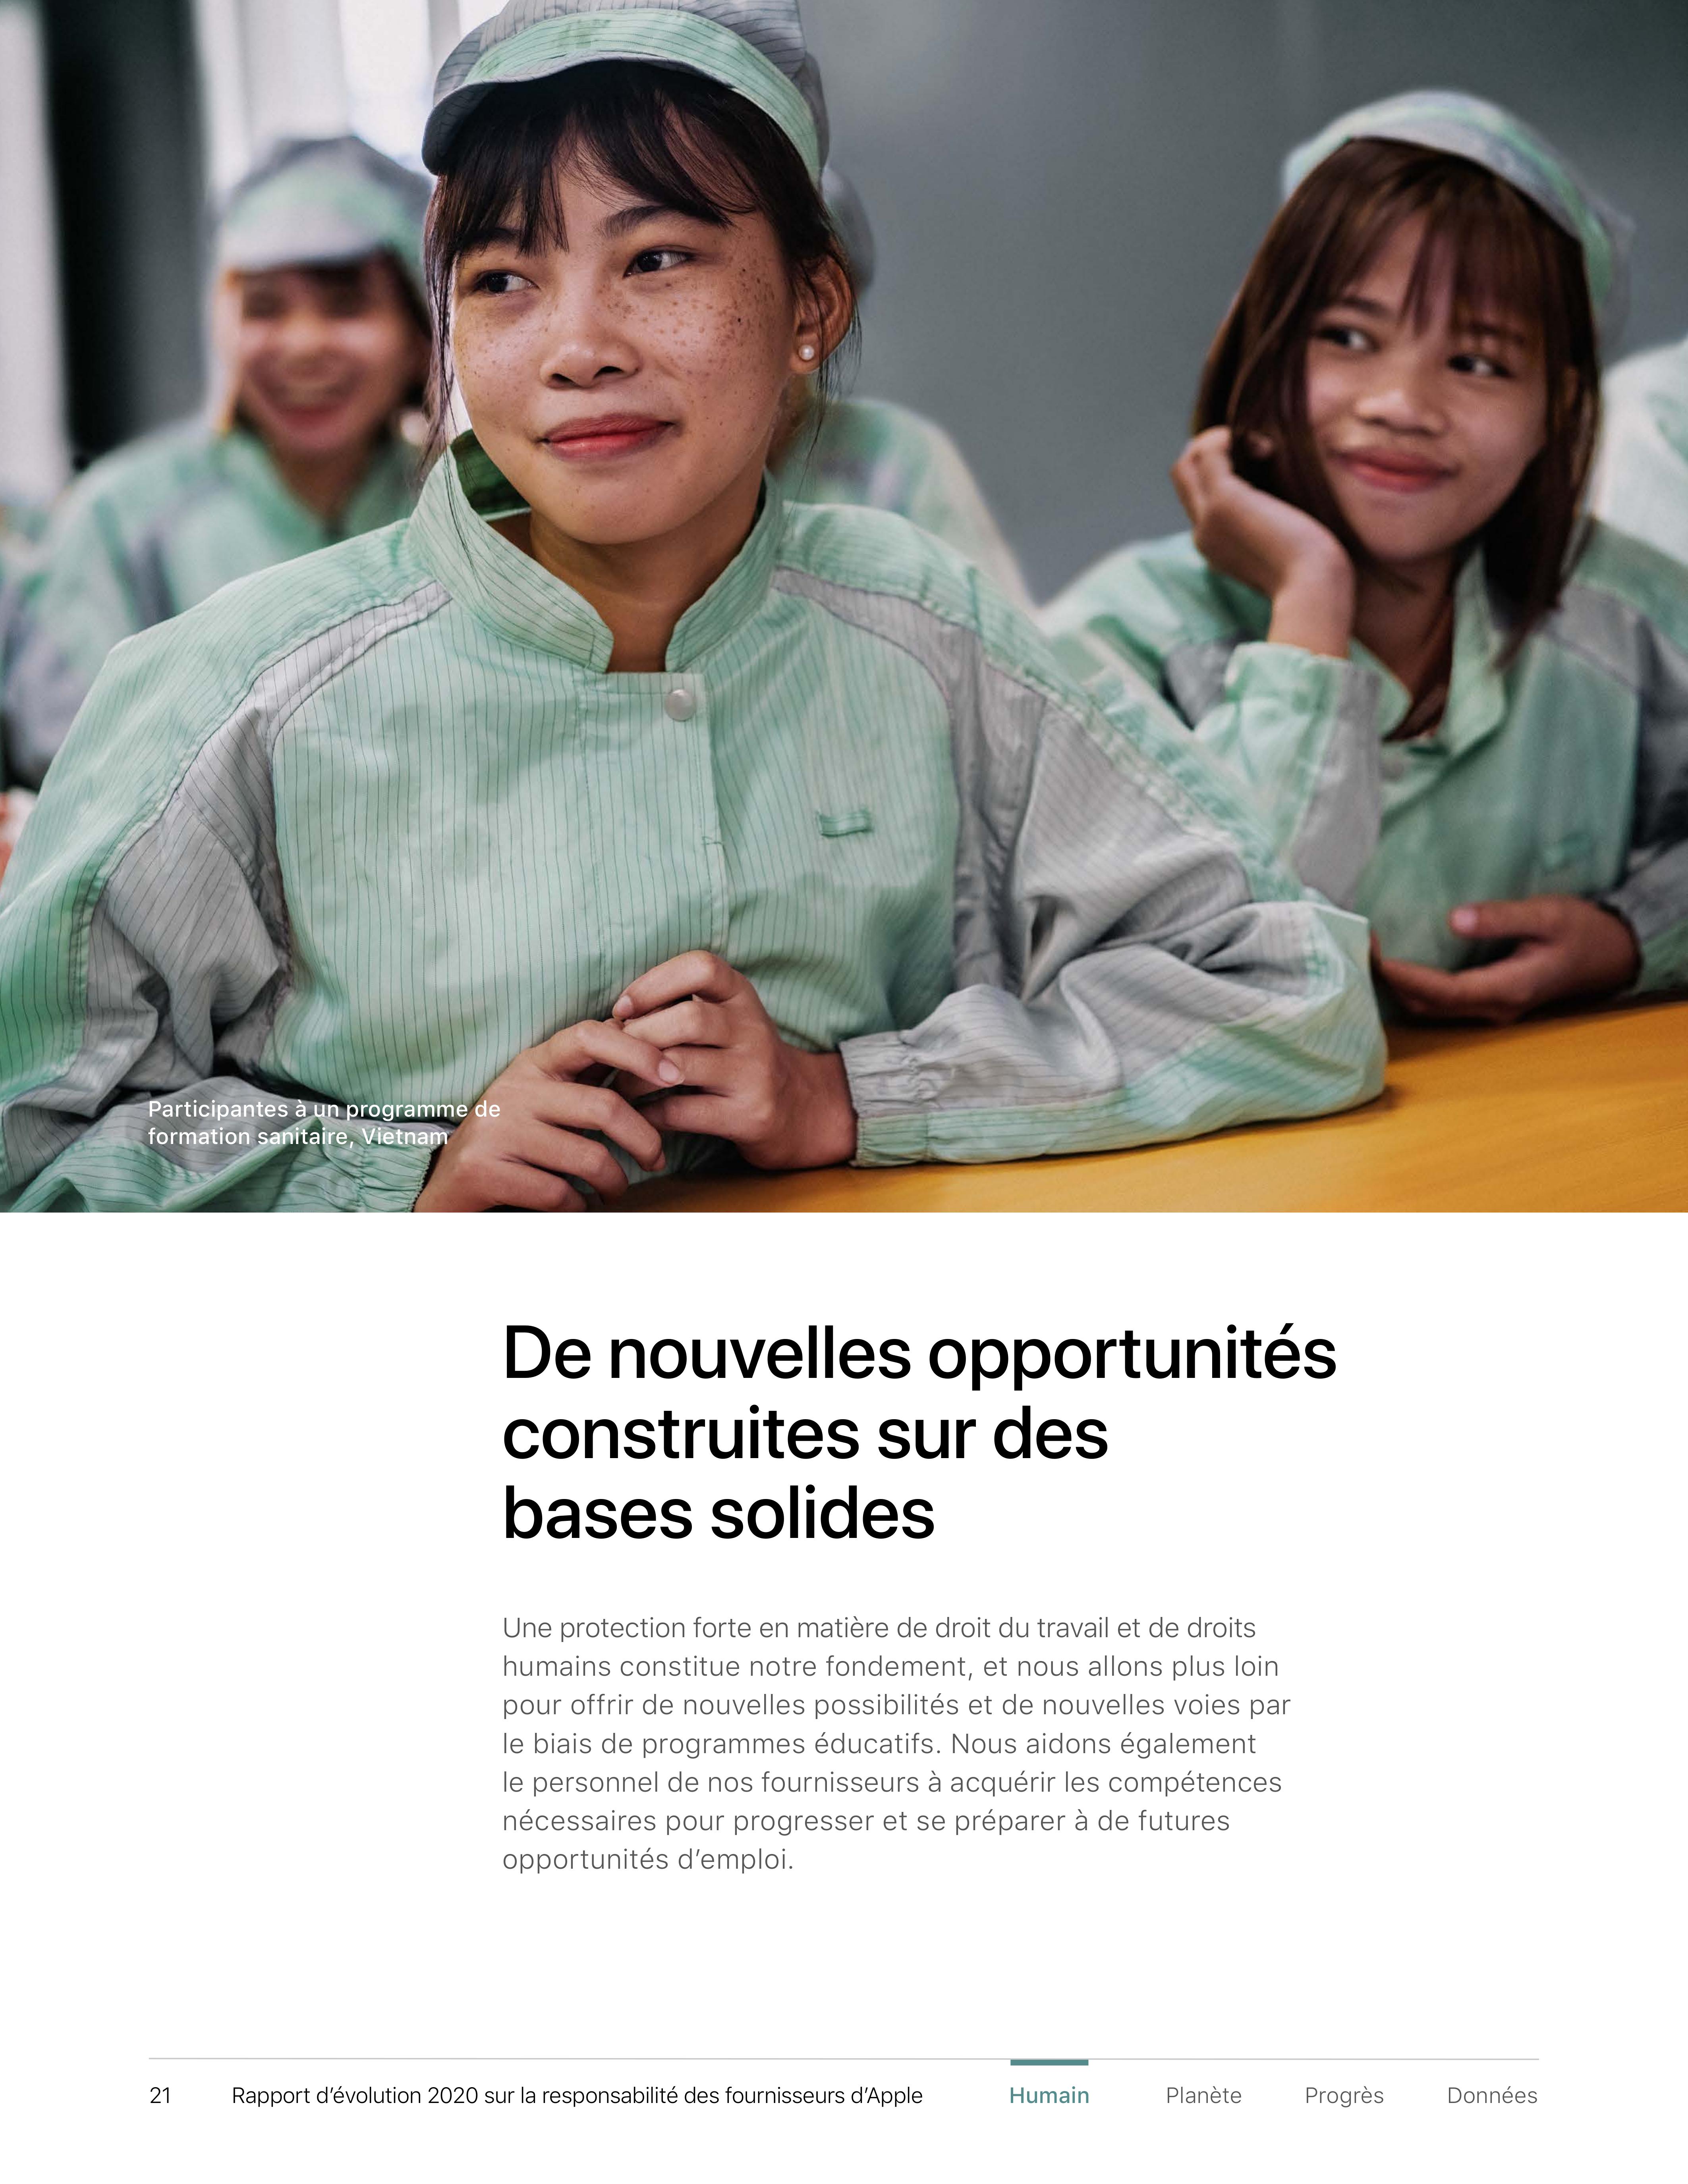 Participantes à un programme de
formation sanitaire, Vietnam
De nouvelles opportunités
construites sur des
bases solides
Une protection forte en matière de droit du travail et de droits
humains constitue notre fondement, et nous allons plus loin
pour offrir de nouvelles possibilités et de nouvelles voies par
le biais de programmes éducatifs. Nous aidons également
le personnel de nos fournisseurs à acquérir les compétences
nécessaires pour progresser et se préparer à de futures
opportunités d’emploi.
21 Rapport d’évolution 2020 sur la responsabilité des fournisseurs d’Apple Humain Planète Progrès Données